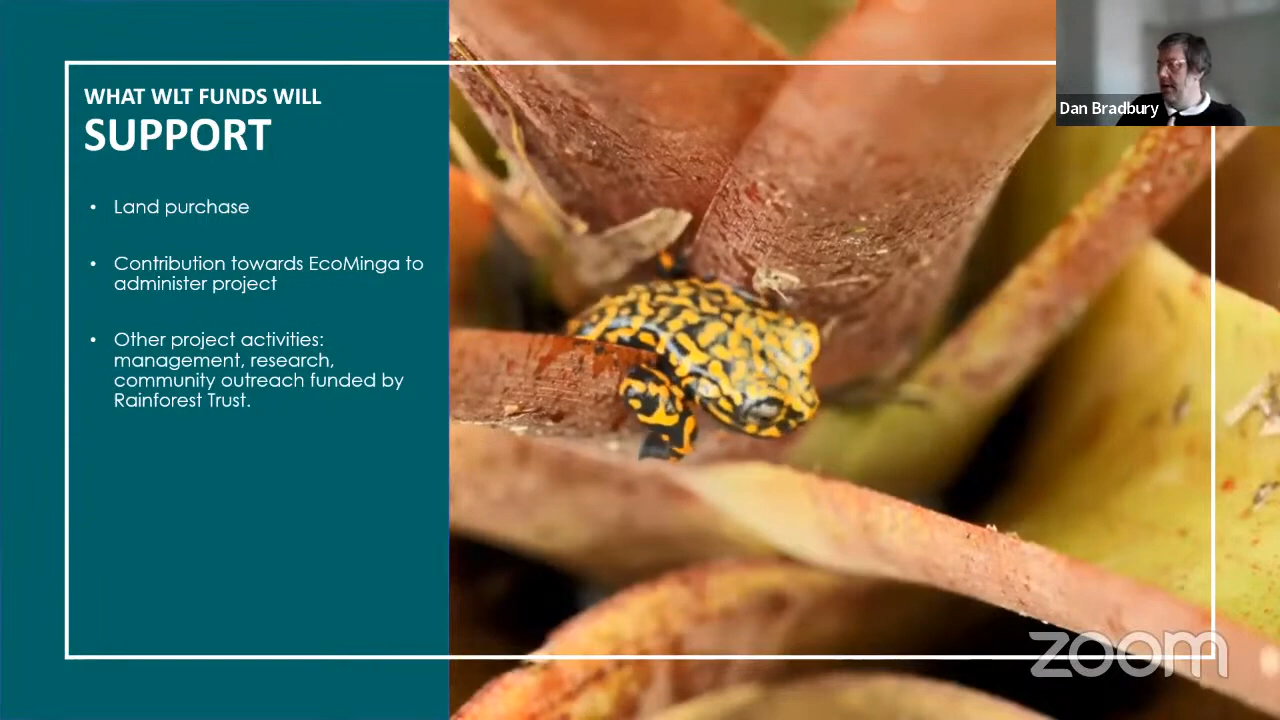 WHAT WLT FUNDS WILL
SUPPORT
• Land purchase
• Contribution towards EcoMinga to
administer project
• Other project activities:
management, research,
community outreach funded by
Rainforest Trust.
Dan Bradbury
zoom